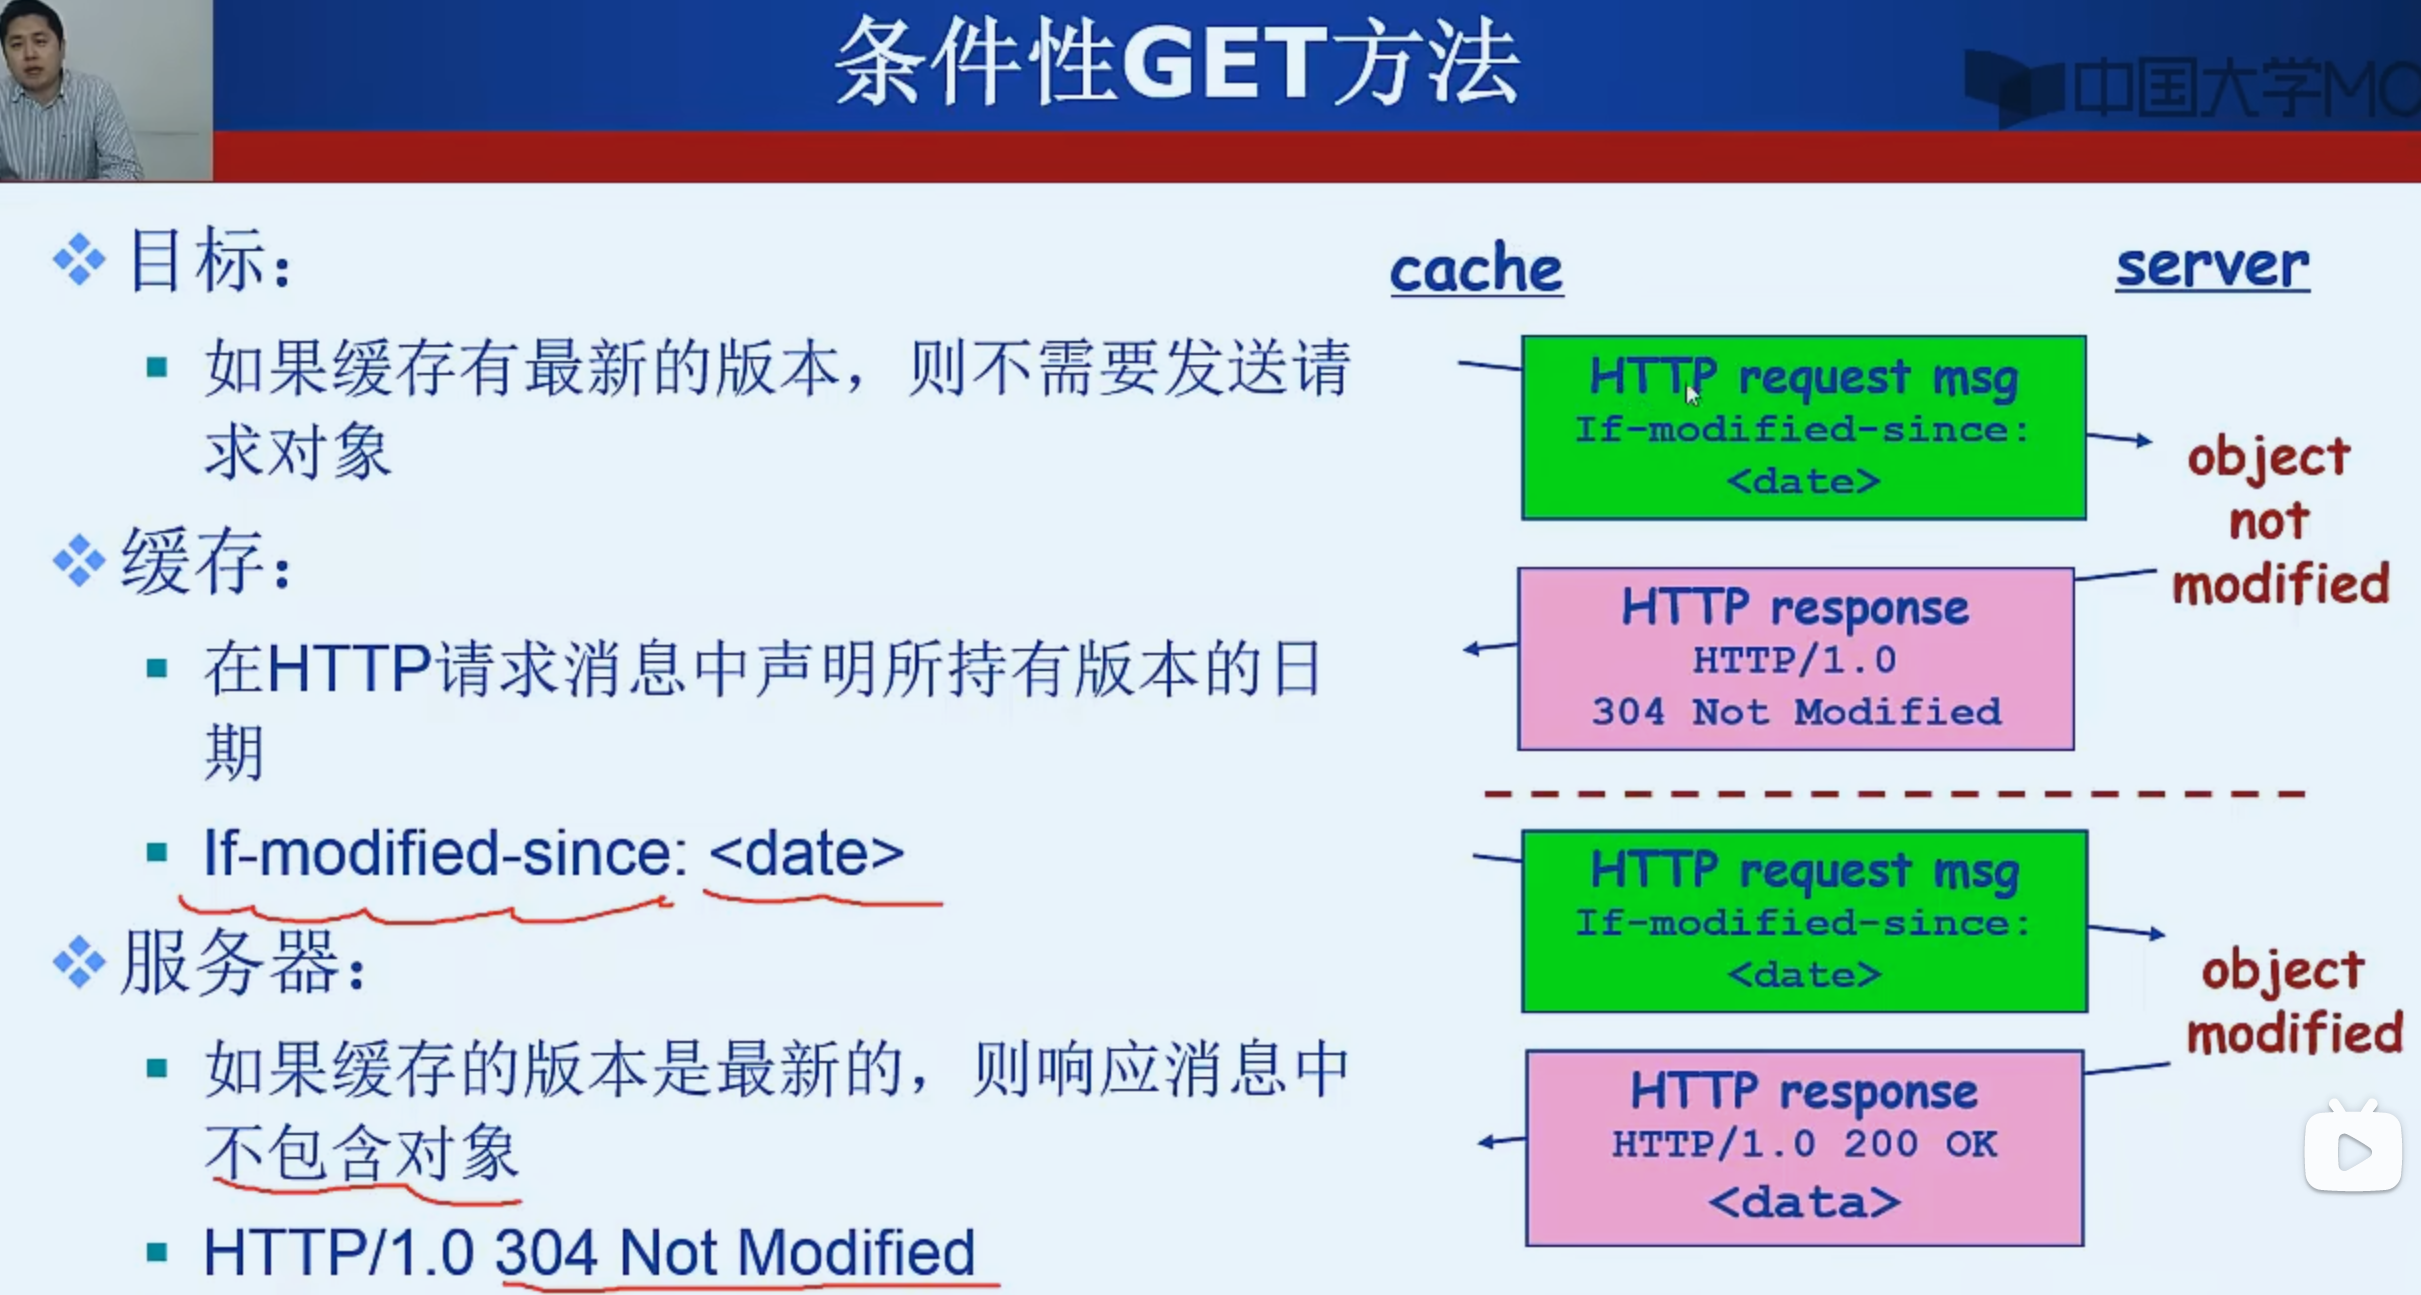 条件性GET方法
中国大学MO
目标：
如果缓存有最新的版本，则不需要发送请
求对象
缓存：
在HTTP请求消息中声明所持有版本的日
期
If-modified-since: <date>
服务器：
如果缓存的版本是最新的，则响应消息中
不包含对象
HTTP/1.0 304 Not Modified
cache
server
HTTP request msg
If-modified-since:
<date>
object
not
modified
HTTP response
HTTP/1.0
304 Not Modified
HTTP request msg
If-modified-since:
<date>
object
modified
HTTP response
HTTP/1.0 200 OK
<data>